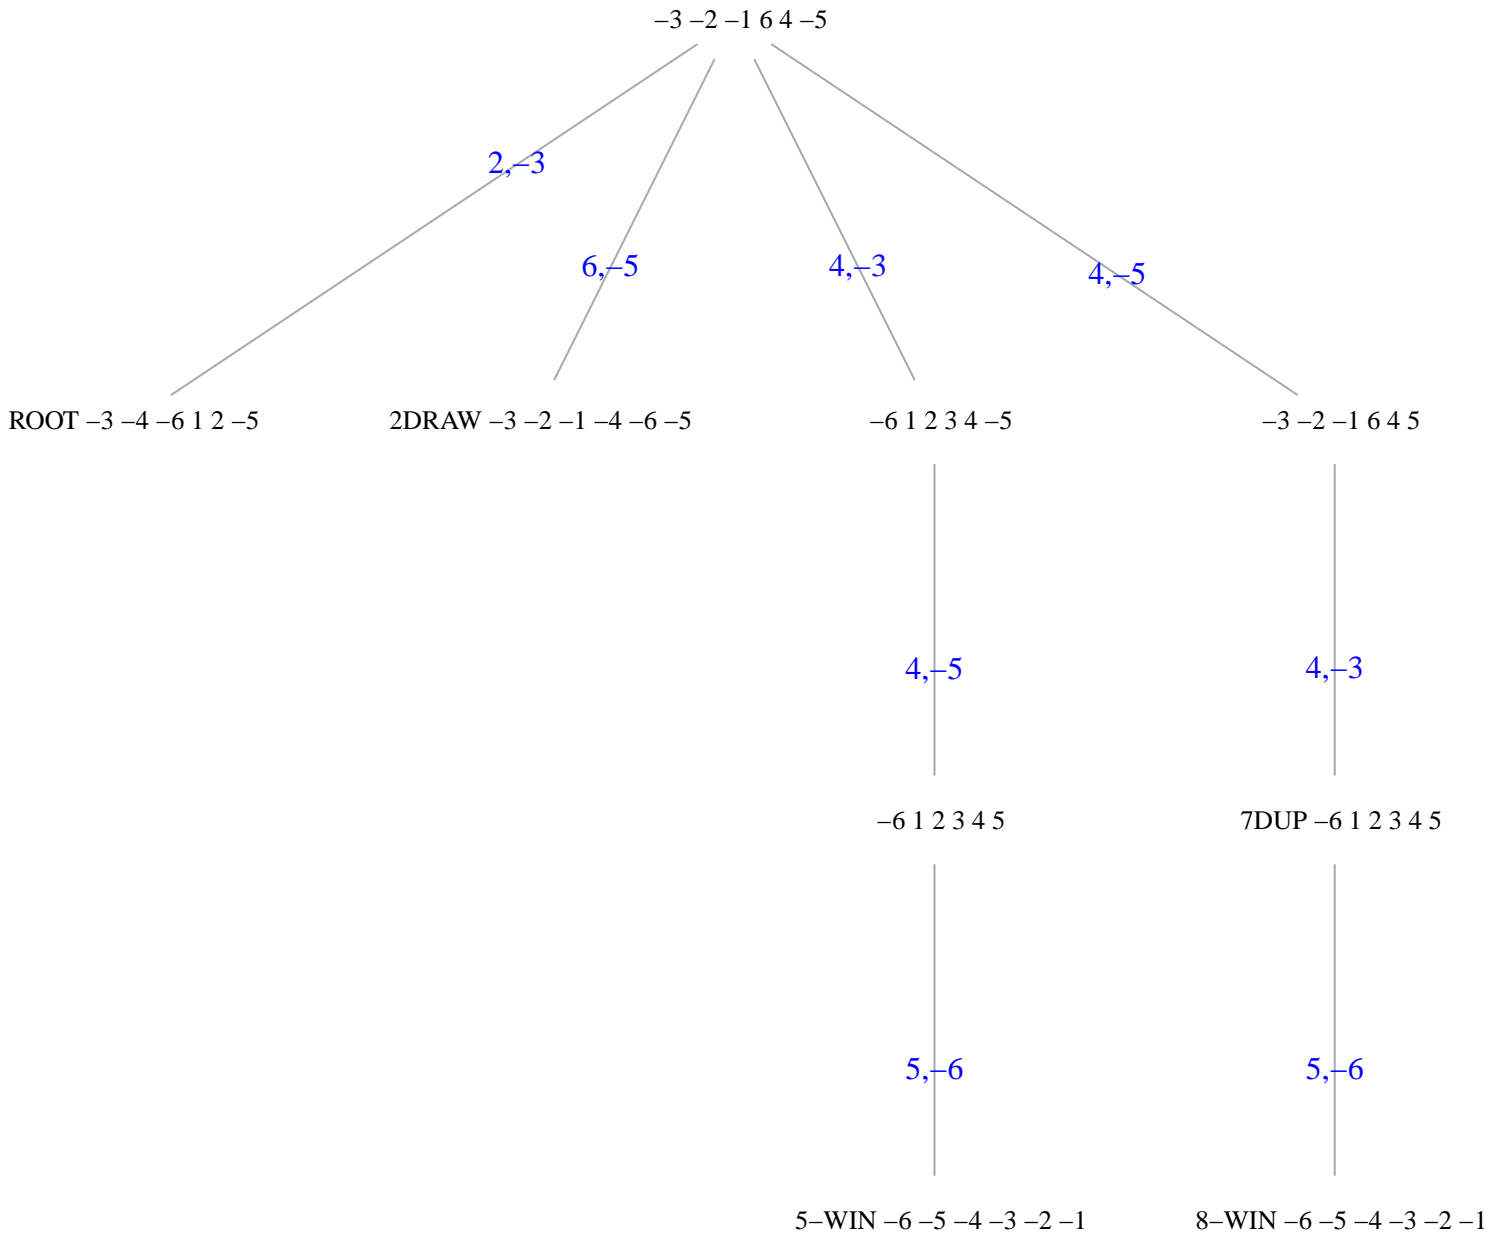 –3 –2 –1 6 4 –5
2,–3
6,–5
4,–3
4,–5
ROOT –3 –4 –6 1 2 –5
2DRAW –3 –2 –1 –4 –6 –5
–6 1 2 3 4 –5
–3 –2 –1 6 4 5
4,–5
4,–3
–6 1 2 3 4 5
7DUP –6 1 2 3 4 5
5,–6
5,–6
5–WIN –6 –5 –4 –3 –2 –1
8–WIN –6 –5 –4 –3 –2 –1